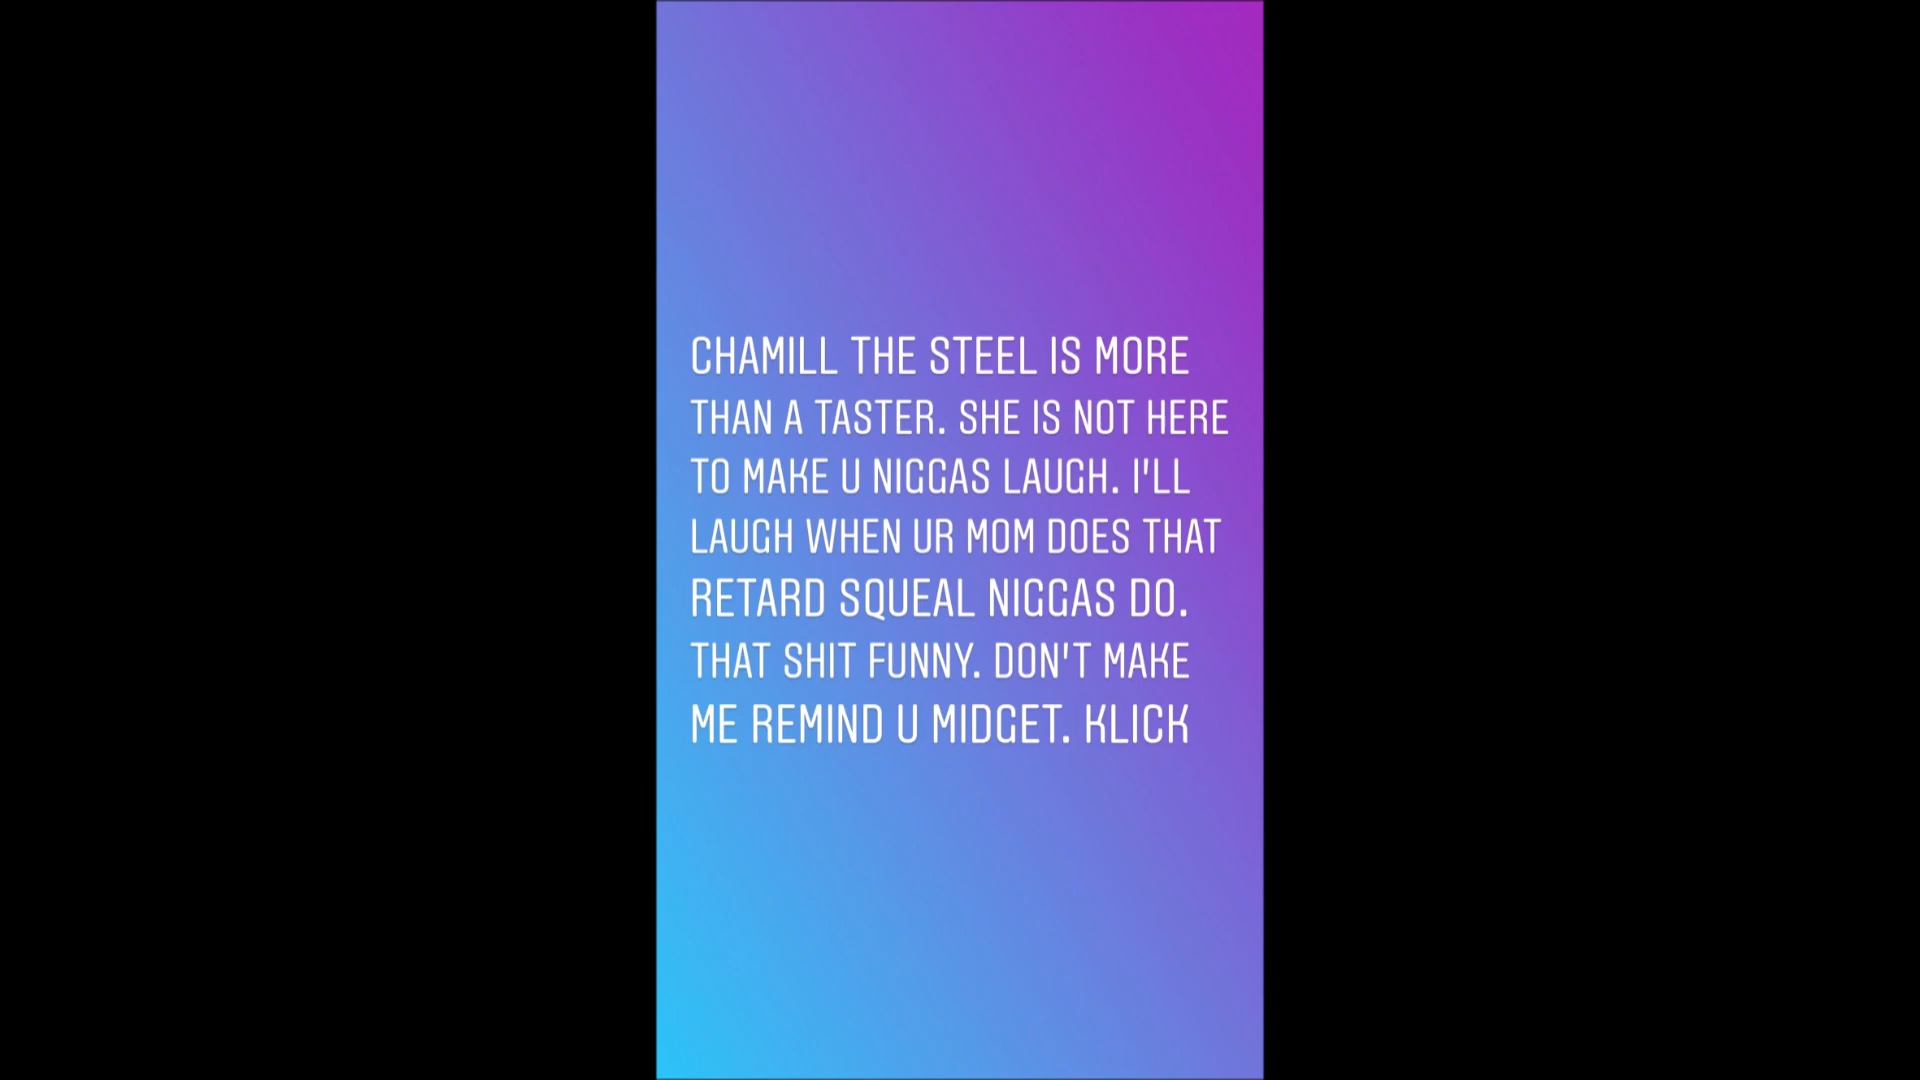 CHAMILL THE STEEL IS MORE
THAN A TASTER. SHE IS NOT HERE
TO MAKE U NIGGAS LAUGH. I'LL
LAUGH WHEN UR MOM DOES THAT
RETARD SQUEAL NIGGAS DO.
THAT SHIT FUNNY. DON'T MAKE
ME REMIND U MIDGET. KLICK